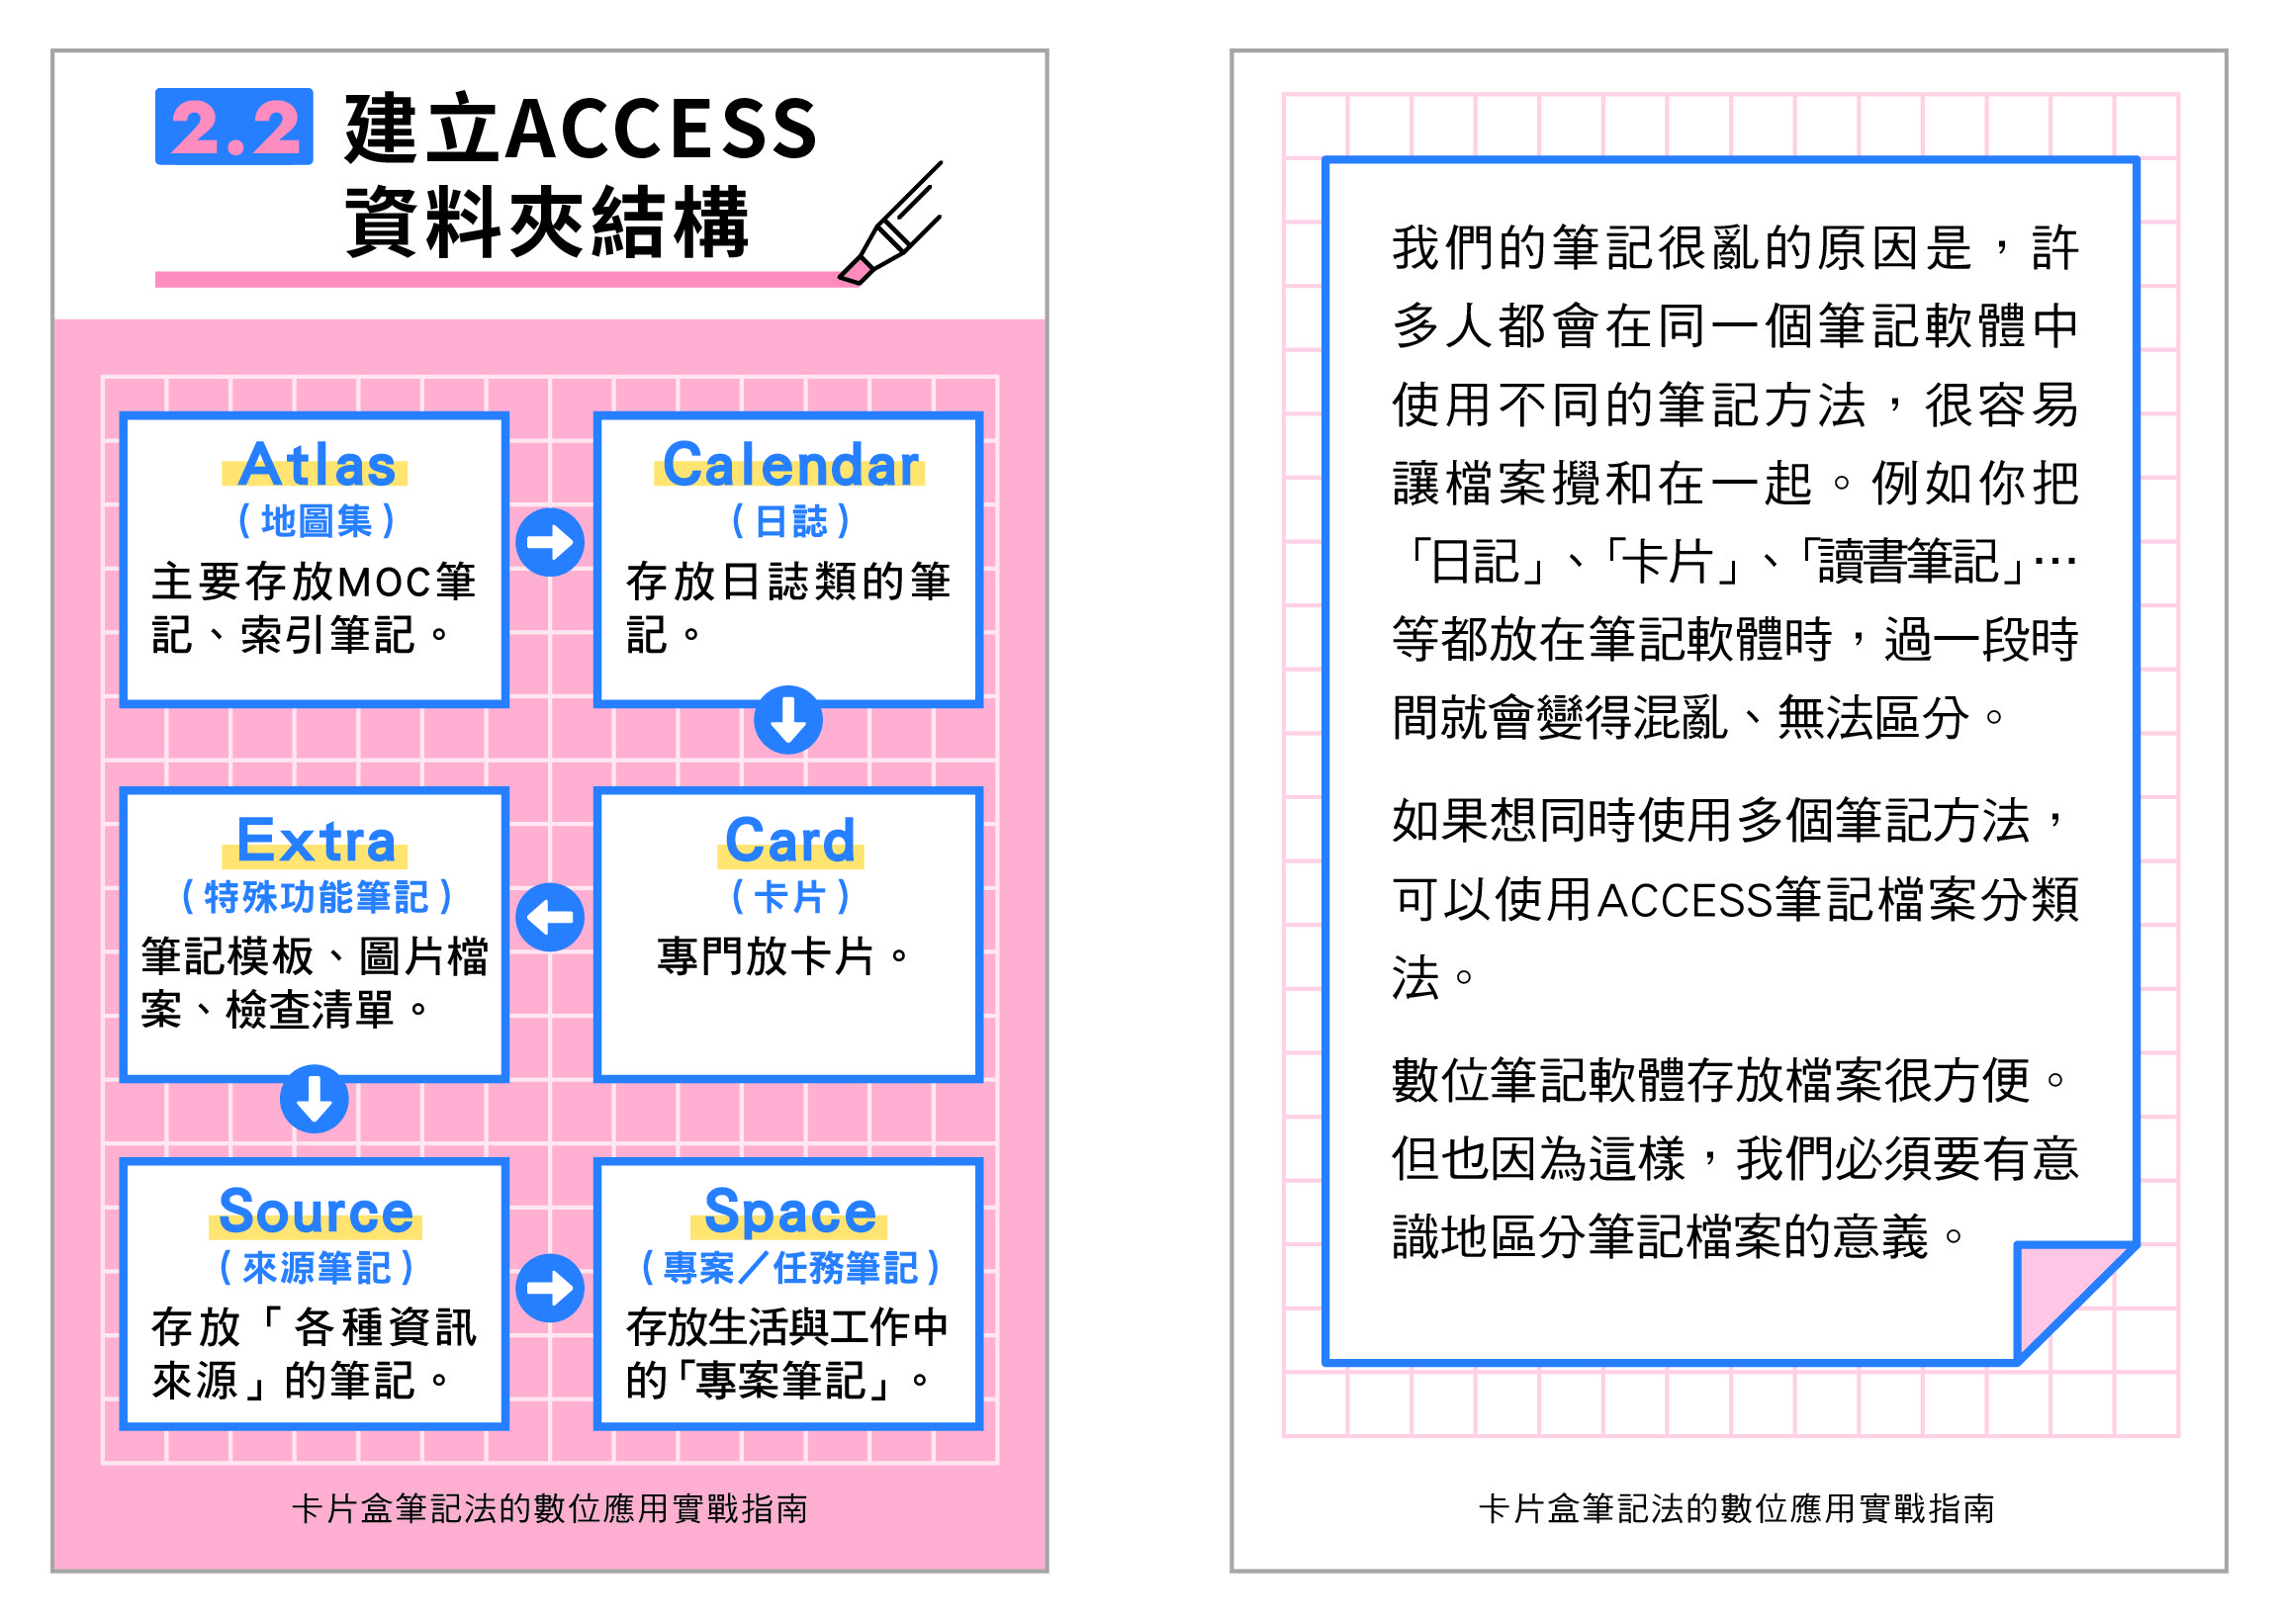 2.2 建立ACCESS
資料夾結構
Atlas
（地圖集）
主要存放MOC筆
記、索引筆記。
Calendar
（日誌）
存放日誌類的筆
記。
Card
（卡片）
專門放卡片。
Extra
（特殊功能筆記）
筆記模板、圖片檔
案、檢查清單。
Source
（來源筆記）
存放「各種資訊
來源」的筆記。
Space
（專案／任務筆記）
存放生活與工作中
的「專案筆記」。
卡片盒筆記法的數位應用實戰指南
我們的筆記很亂的原因是，許
多人都會在同一個筆記軟體中
使用不同的筆記方法，很容易
讓檔案攪和在一起。例如你把
「日記」、「卡片」、「讀書筆記」…
等都放在筆記軟體時，過一段時
間就會變得混亂、無法區分。
如果想同時使用多個筆記方法，
可以使用ACCESS筆記檔案分類
法。
數位筆記軟體存放檔案很方便。
但也因為這樣，我們必須要有意
識地區分筆記檔案的意義。
卡片盒筆記法的數位應用實戰指南